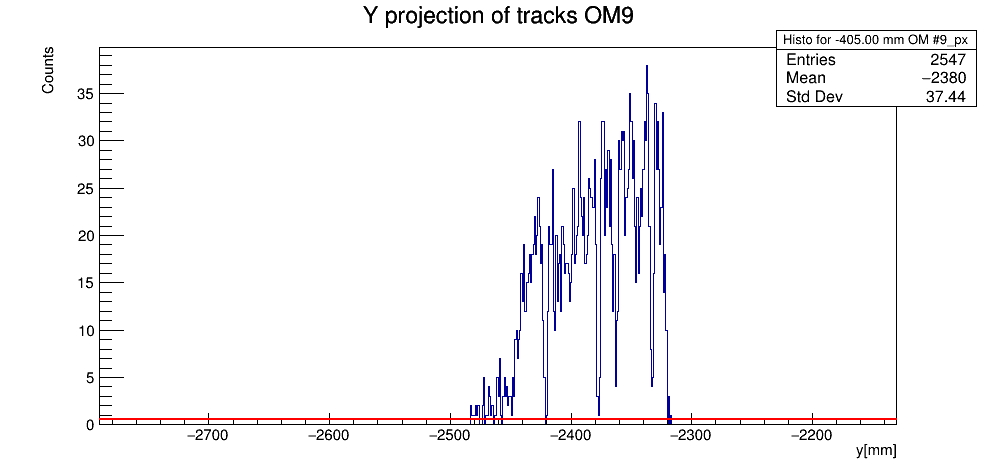 Y projection of tracks OM9
Histo for -405.00 mm OM #9_px
Entries 2547
Mean −2380
Std Dev 37.44
Counts
35
30
25
20
15
10
5
0
−2700 −2600 −2500 −2400 −2300 −2200
y[mm]